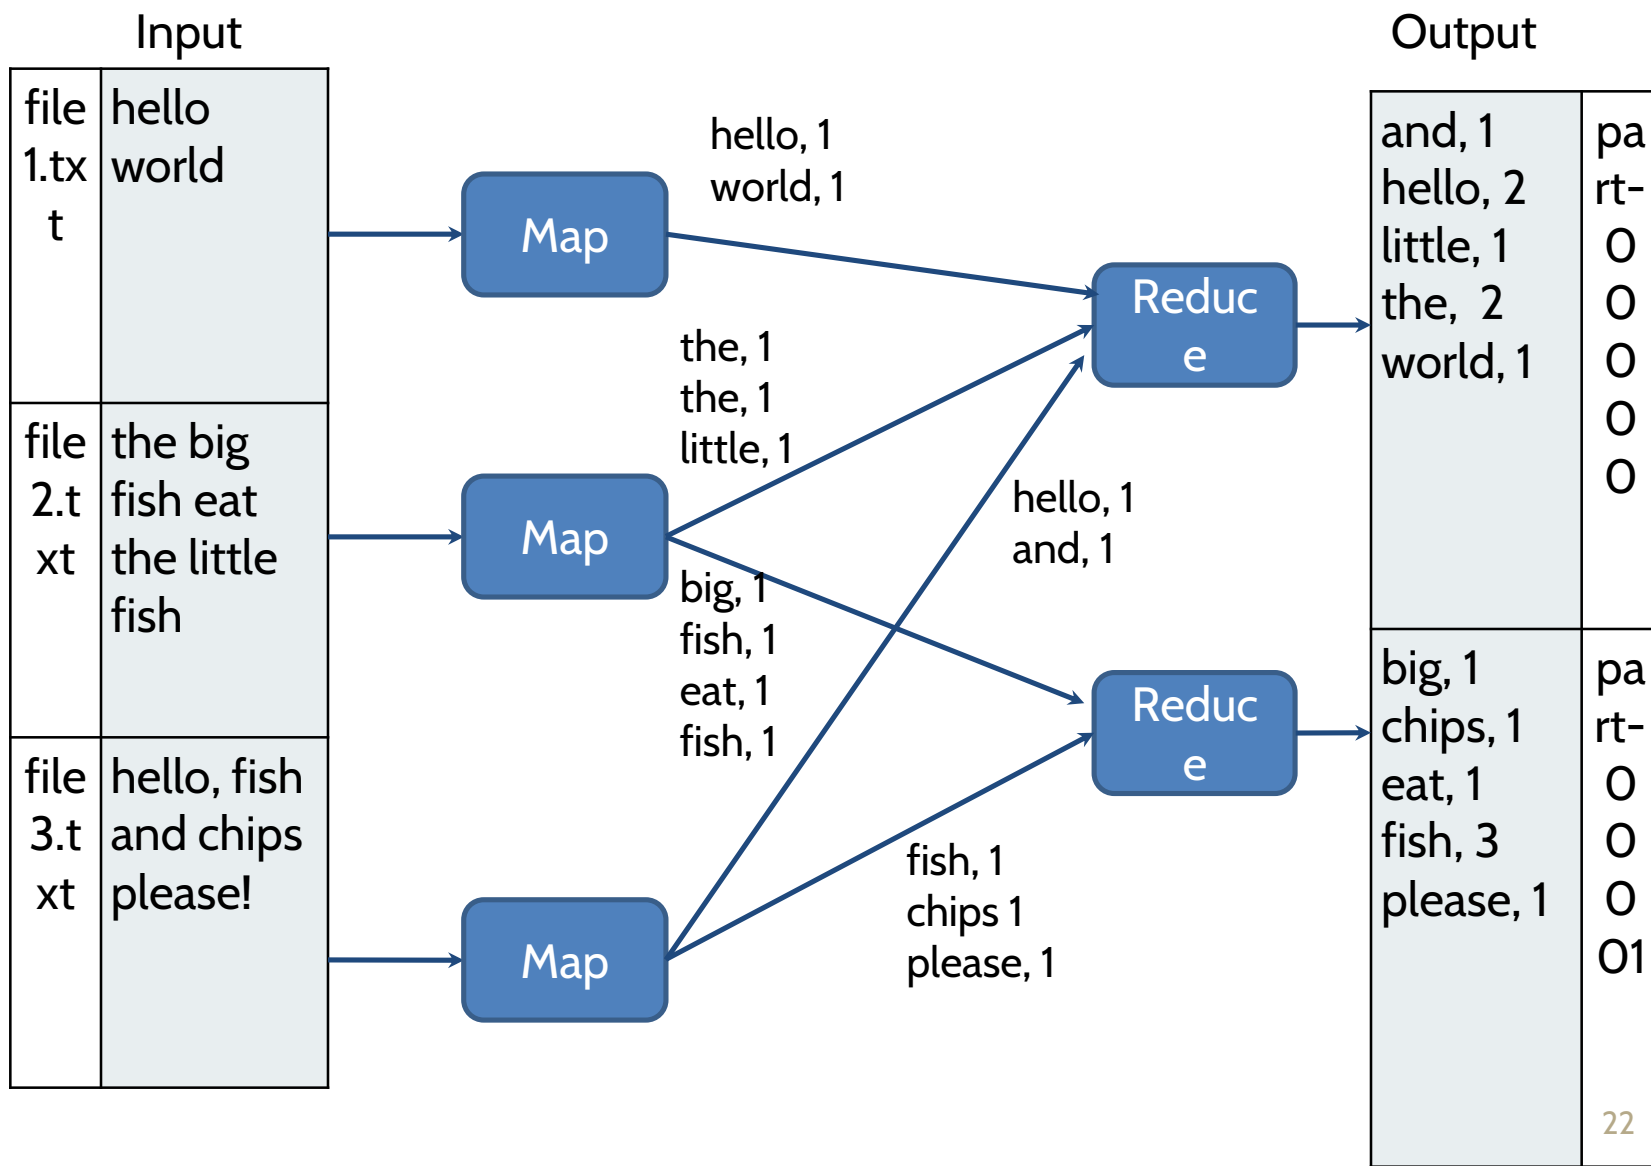 Input
file
1.tx
t
hello
world
file
2.t
xt
the big
fish eat
the little
fish
file
3.t
xt
hello, fish
and chips
please!
Map
Map
Map
hello, 1
world, 1
the, 1
the, 1
little, 1
big, 1
fish, 1
eat, 1
fish, 1
hello, 1
and, 1
fish, 1
chips 1
please, 1
Reduc
e
Reduc
e
Output
and, 1
hello, 2
little, 1
the, 2
world, 1
pa
rt-
0
0
0
0
0
big, 1
chips, 1
eat, 1
fish, 3
please, 1
pa
rt-
0
0
0
01
22